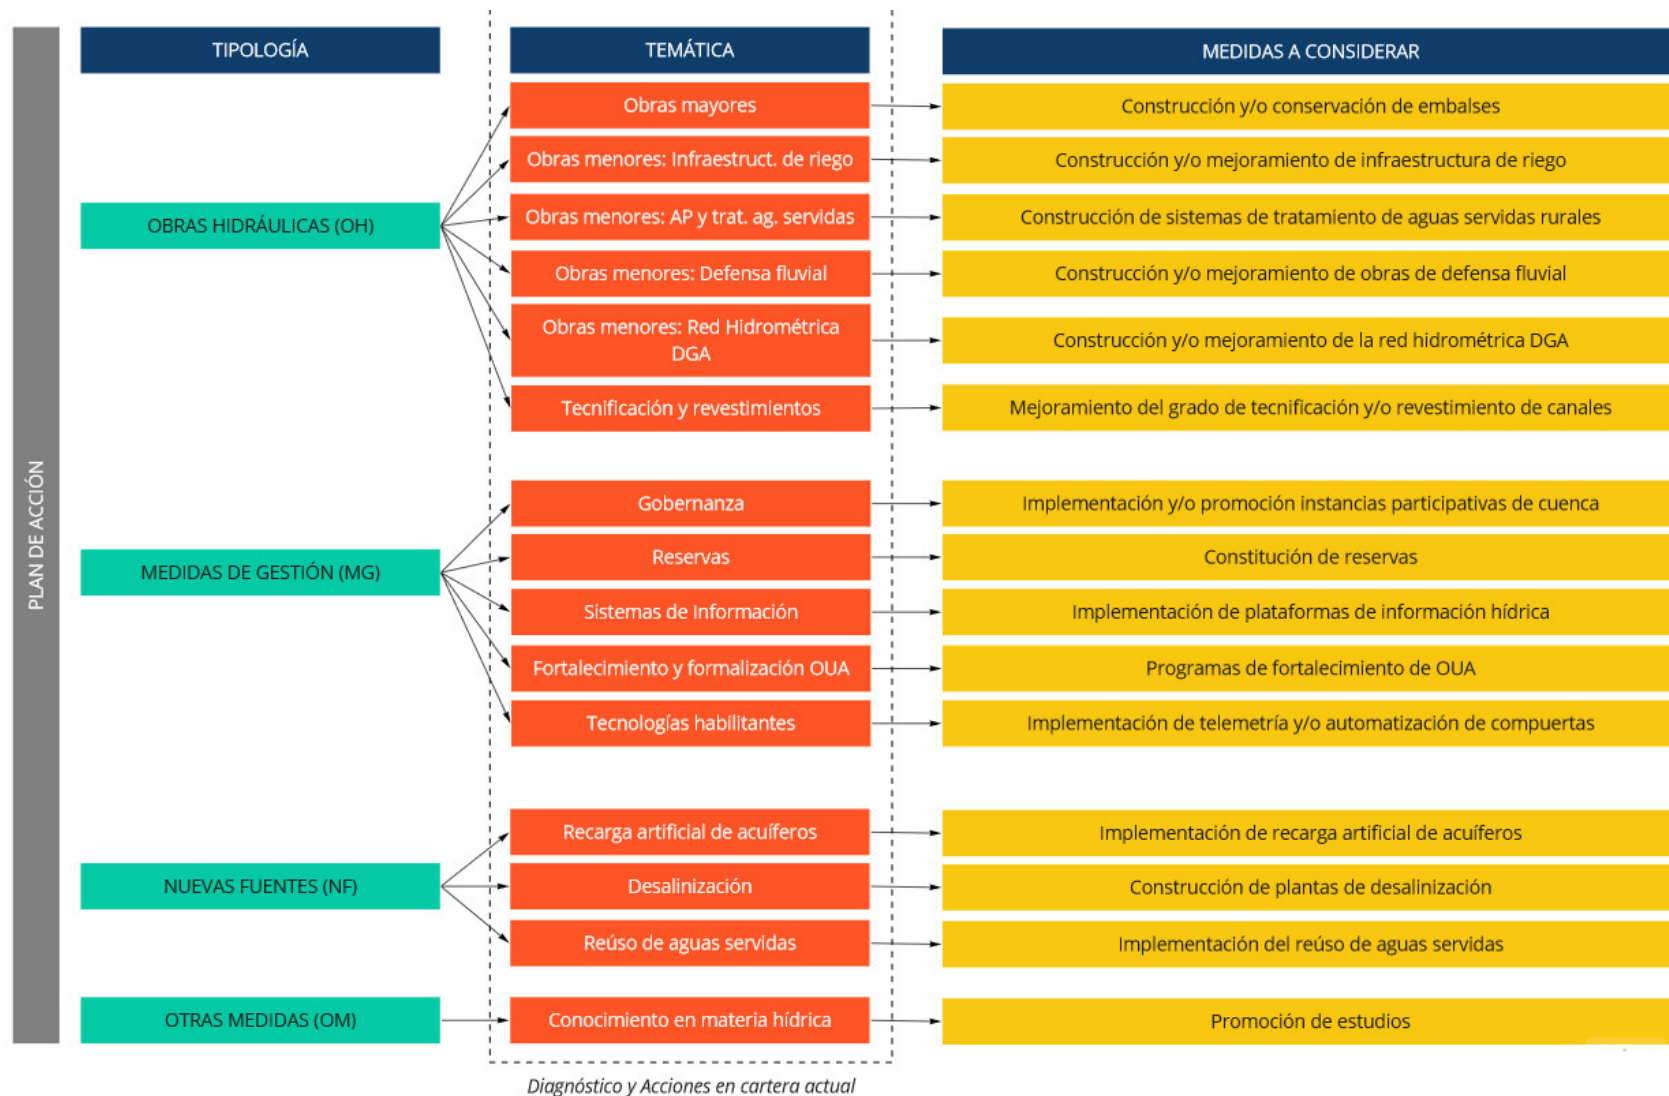 PLAN DE ACCIÓN
TIPOLOGÍA
TEMÁTICA
MEDIDAS A CONSIDERAR
OBRAS HIDRÁULICAS (OH)
Obras mayores
Construcción y/o conservación de embalses
Obras menores: Infraestruct. de riego
Construcción y/o mejoramiento de infraestructura de riego
Obras menores: AP y trat. ag. servidas
Construcción de sistemas de tratamiento de aguas servidas rurales
Obras menores: Defensa fluvial
Construcción y/o mejoramiento de obras de defensa fluvial
Obras menores: Red Hidrométrica
DGA
Construcción y/o mejoramiento de la red hidrométrica DGA
Tecnificación y revestimientos
Mejoramiento del grado de tecnificación y/o revestimiento de canales
MEDIDAS DE GESTIÓN (MG)
Gobernanza
Implementación y/o promoción instancias participativas de cuenca
Reservas
Constitución de reservas
Sistemas de Información
Implementación de plataformas de información hídrica
Fortalecimiento y formalización OUA
Programas de fortalecimiento de OUA
Tecnologías habilitantes
Implementación de telemetría y/o automatización de compuertas
NUEVAS FUENTES (NF)
Recarga artificial de acuíferos
Implementación de recarga artificial de acuíferos
Desalinización
Construcción de plantas de desalinización
Reúso de aguas servidas
Implementación del reúso de aguas servidas
OTRAS MEDIDAS (OM)
Conocimiento en materia hídrica
Promoción de estudios
Diagnóstico y Acciones en cartera actual